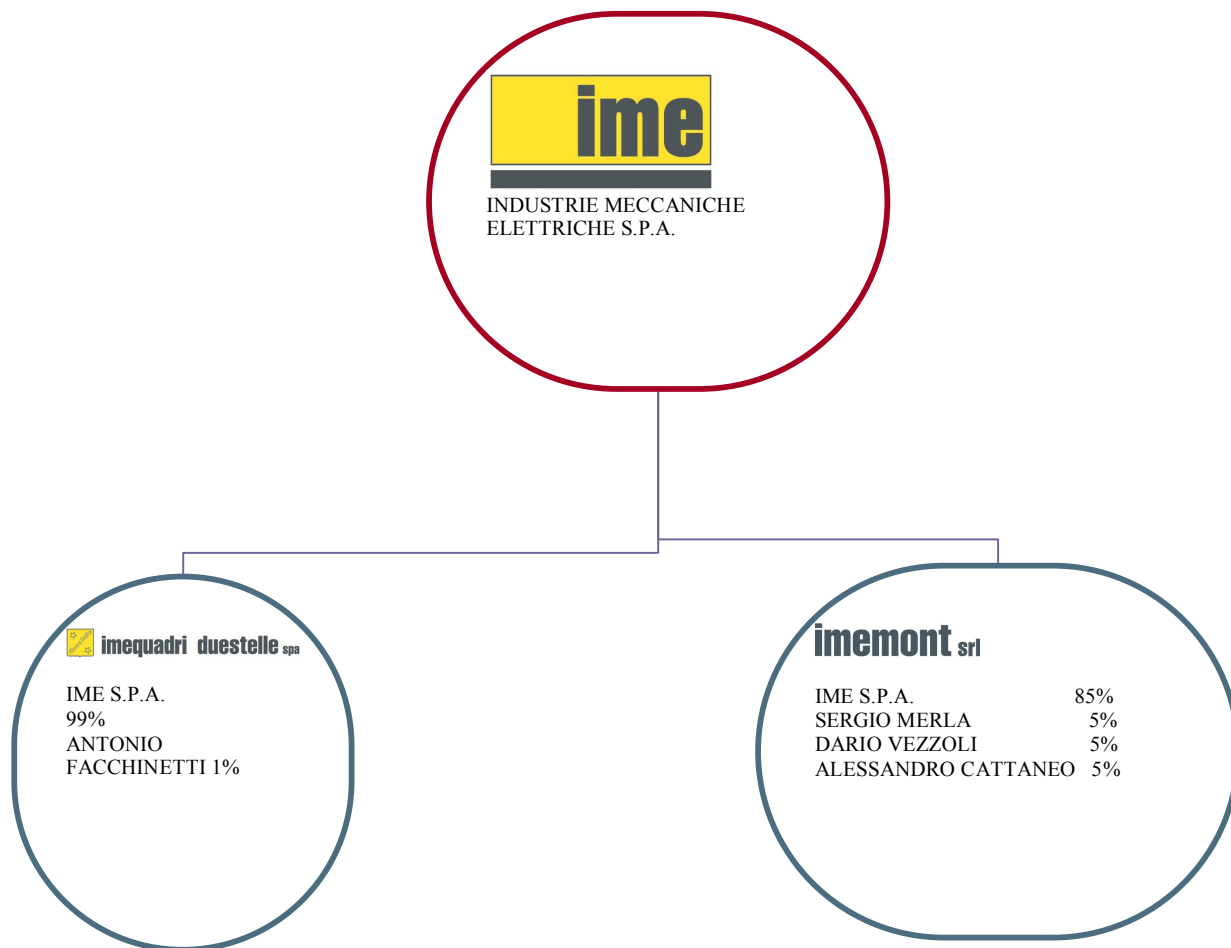 ime
INDUSTRIE MECCANICHE
ELETTRICHE S.P.A.
imequadri duestelle spa
IME S.P.A.
99%
ANTONIO
FACCHINETTI 1%
imemont srl
IME S.P.A. 85%
SERGIO MERLA 5%
DARIO VEZZOLI 5%
ALESSANDRO CATTANEO 5%